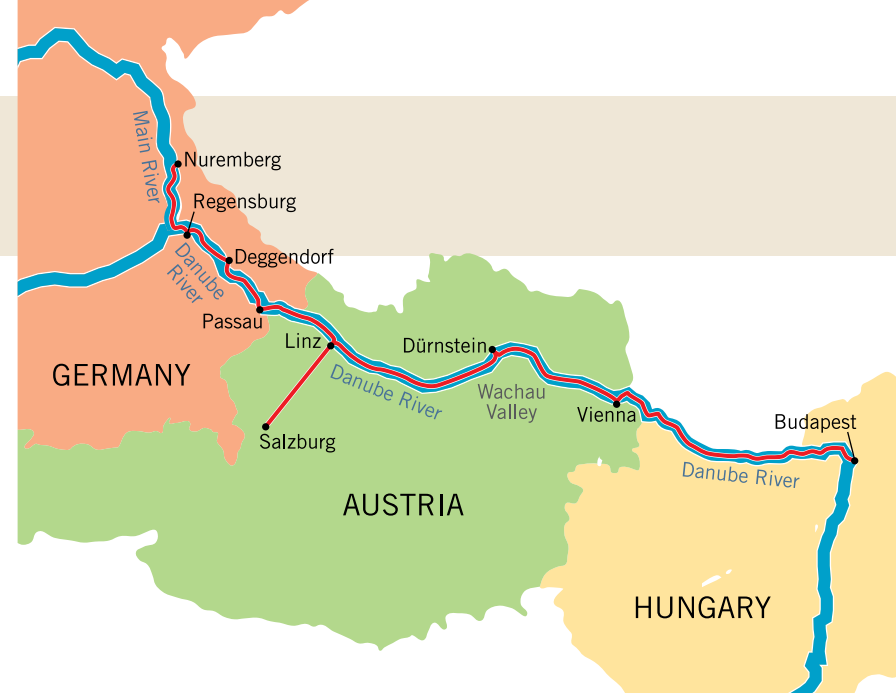 Main River
Nuremberg
Regensburg
Deggendorf
Danube
River
Passau
Linz
Dürnstein
GERMANY
Danube River
Wachau
Valley
Vienna
Budapest
Salzburg
Danube River
AUSTRIA
HUNGARY